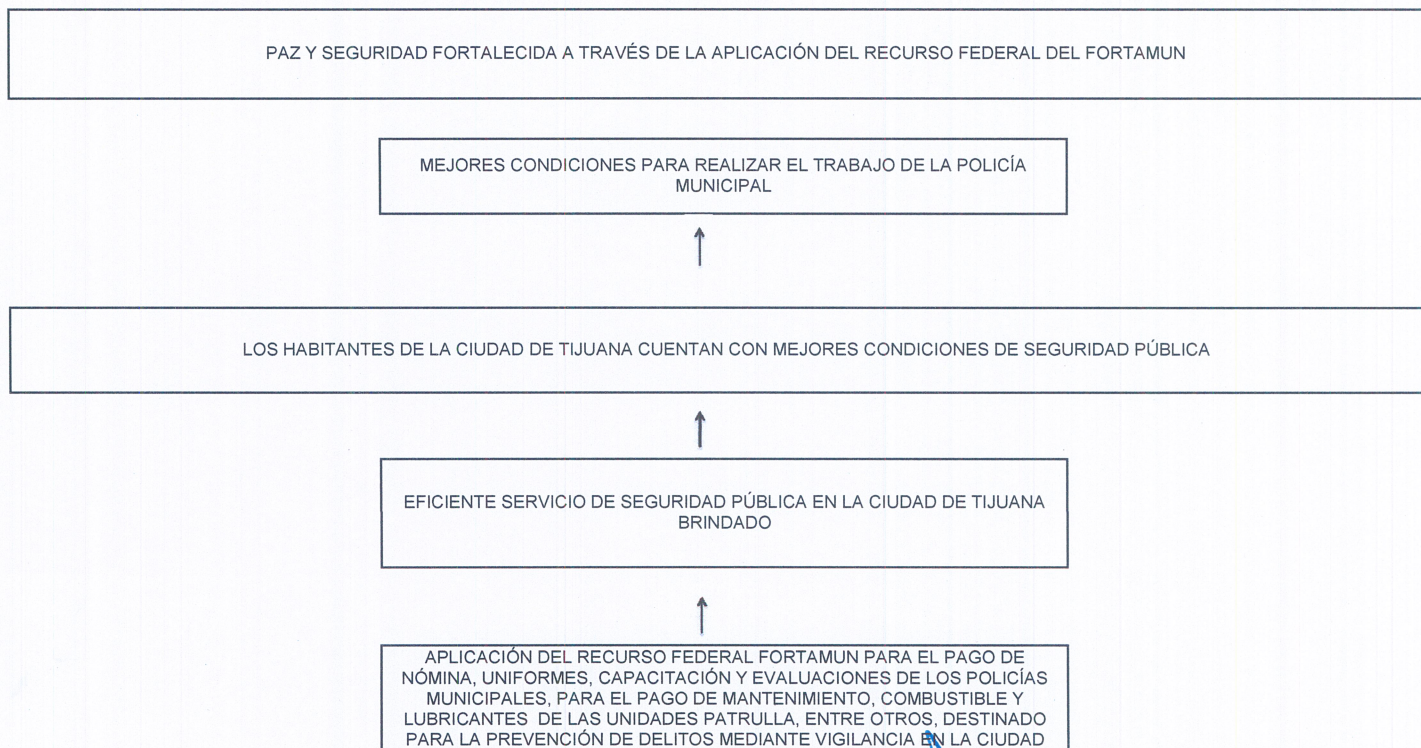 PAZ Y SEGURIDAD FORTALECIDA A TRAVÉS DE LA APLICACIÓN DEL RECURSO FEDERAL DEL FORTAMUN
MEJORES CONDICIONES PARA REALIZAR EL TRABAJO DE LA POLICÍA
MUNICIPAL
LOS HABITANTES DE LA CIUDAD DE TIJUANA CUENTAN CON MEJORES CONDICIONES DE SEGURIDAD PÚBLICA
EFICIENTE SERVICIO DE SEGURIDAD PÚBLICA EN LA CIUDAD DE TIJUANA
BRINDADO
APLICACIÓN DEL RECURSO FEDERAL FORTAMUN PARA EL PAGO DE
NÓMINA, UNIFORMES, CAPACITACIÓN Y EVALUACIONES DE LOS POLICÍAS
MUNICIPALES, PARA EL PAGO DE MANTENIMIENTO, COMBUSTIBLE Y
LUBRICANTES DE LAS UNIDADES PATRULLA, ENTRE OTROS, DESTINADO
PARA LA PREVENCIÓN DE DELITOS MEDIANTE VIGILANCIA EN LA CIUDAD